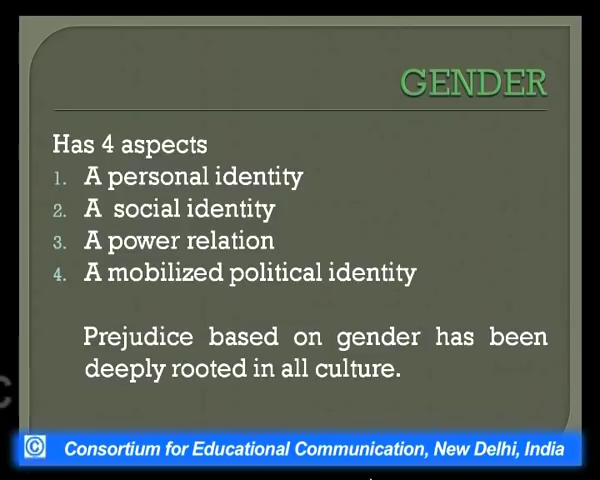 GENDER
Has 4 aspects
1. A personal identity
2. A social identity
3. A power relation
4. A mobilized political identity
Prejudice based on gender has been
deeply rooted in all culture.
© Consortium for Educational Communication, New Delhi, India